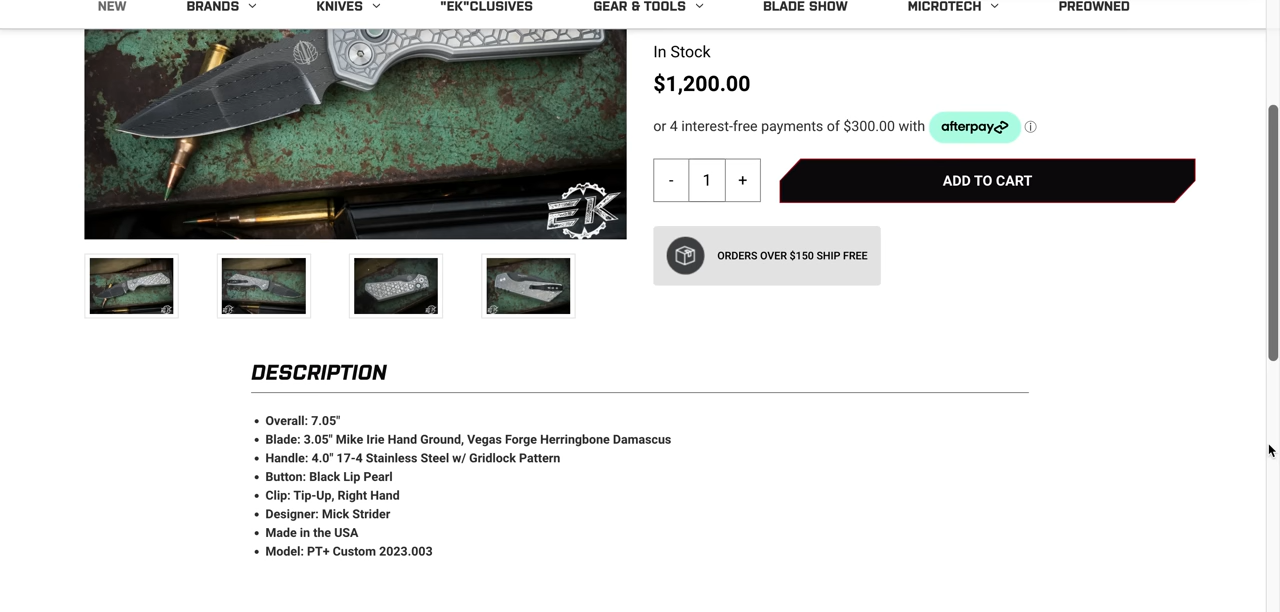 NEW BRANDS KNIVES "EK"CLUSIVES GEAR & TOOLS BLADE SHOW MICROTECH PREOWNED
In Stock
$1,200.00
or 4 interest-free payments of $300.00 with afterpay
- 1 + ADD TO CART
EK
ORDERS OVER $150 SHIP FREE
DESCRIPTION
• Overall: 7.05"
• Blade: 3.05" Mike Irie Hand Ground, Vegas Forge Herringbone Damascus
• Handle: 4.0" 17-4 Stainless Steel w/ Gridlock Pattern
• Button: Black Lip Pearl
• Clip: Tip-Up, Right Hand
• Designer: Mick Strider
• Made in the USA
• Model: PT+ Custom 2023.003